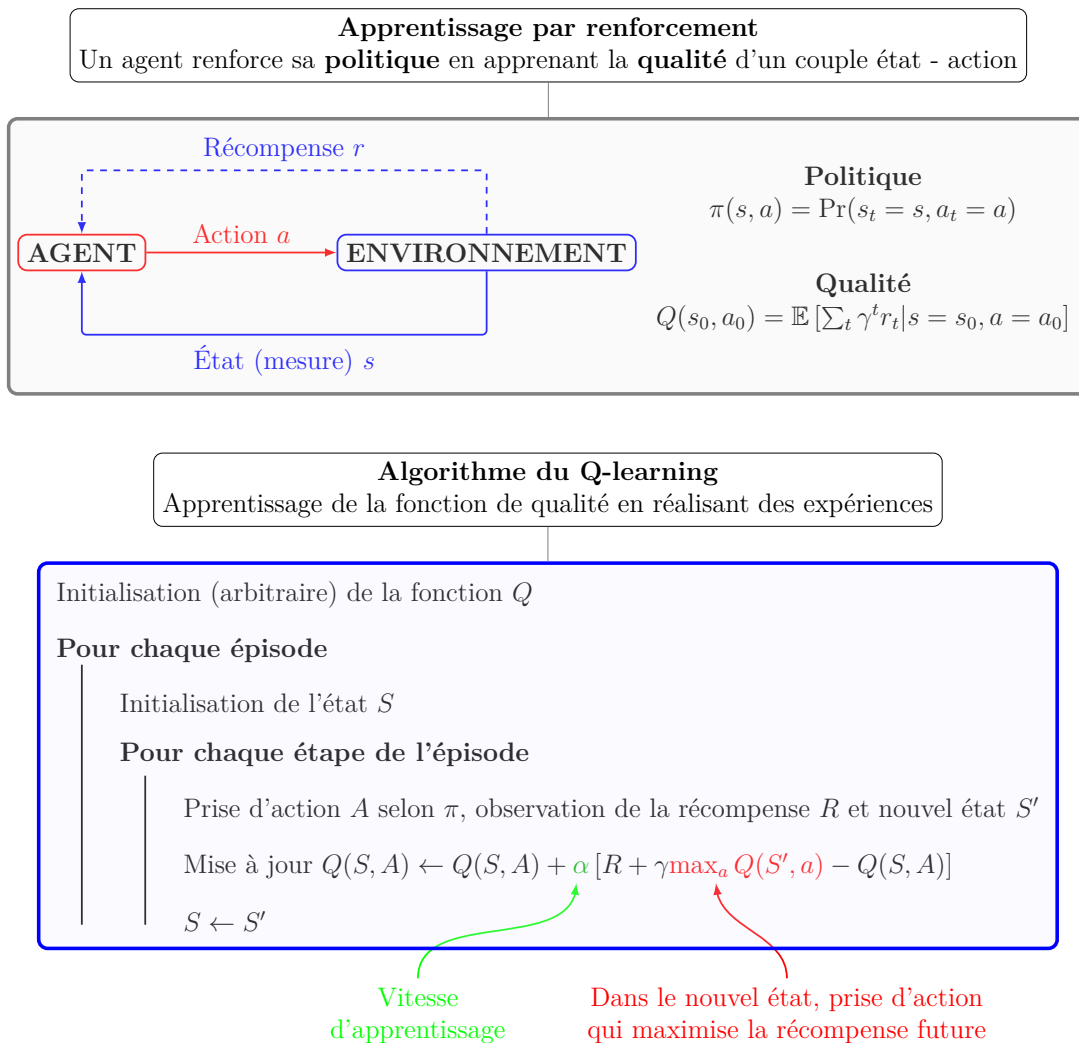 Apprentissage par renforcement
Un agent renforce sa politique en apprenant la qualité d'un couple état - action
Récompense r
Action a
AGENT
ENVIRONNEMENT
État (mesure) s
Politique
π(s, a) = Pr(s_t = s, a_t = a)
Qualité
Q(s_0, a_0) = 𝔼 [∑_t γ^t r_t|s = s_0, a = a_0]
Algorithme du Q-learning
Apprentissage de la fonction de qualité en réalisant des expériences
Initialisation (arbitraire) de la fonction Q
Pour chaque épisode
Initialisation de l'état S
Pour chaque étape de l'épisode
Prise d'action A selon π, observation de la récompense R et nouvel état S′
Mise à jour Q(S, A) ← Q(S, A) + α [R + γmax_a Q(S′, a) − Q(S, A)]
S ← S′
Vitesse
d'apprentissage
Dans le nouvel état, prise d'action
qui maximise la récompense future